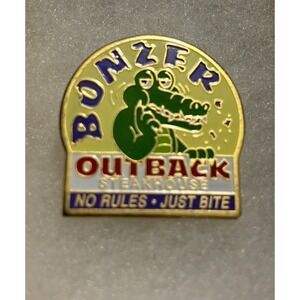 BONZER
OUTBACK
STEAKHOUSE
NO RULES • JUST BITE